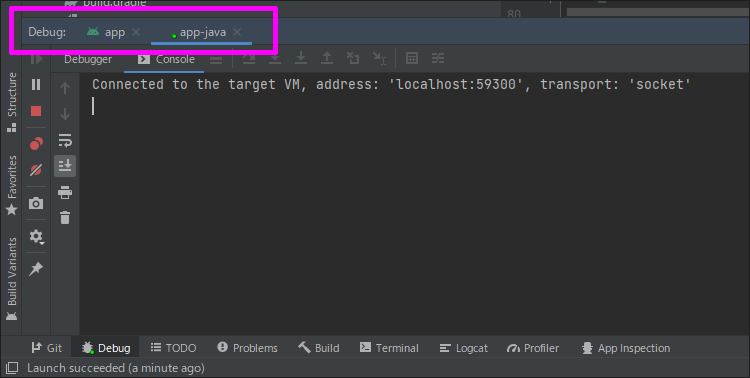 build.gradle
80
Debug: app app-java
Debugger Console
Connected to the target VM, address: 'localhost:59300', transport: 'socket'
Structure
Favorites
Build Variants
Git Debug TODO Problems Build Terminal Logcat Profiler App Inspection
Launch succeeded (a minute ago)